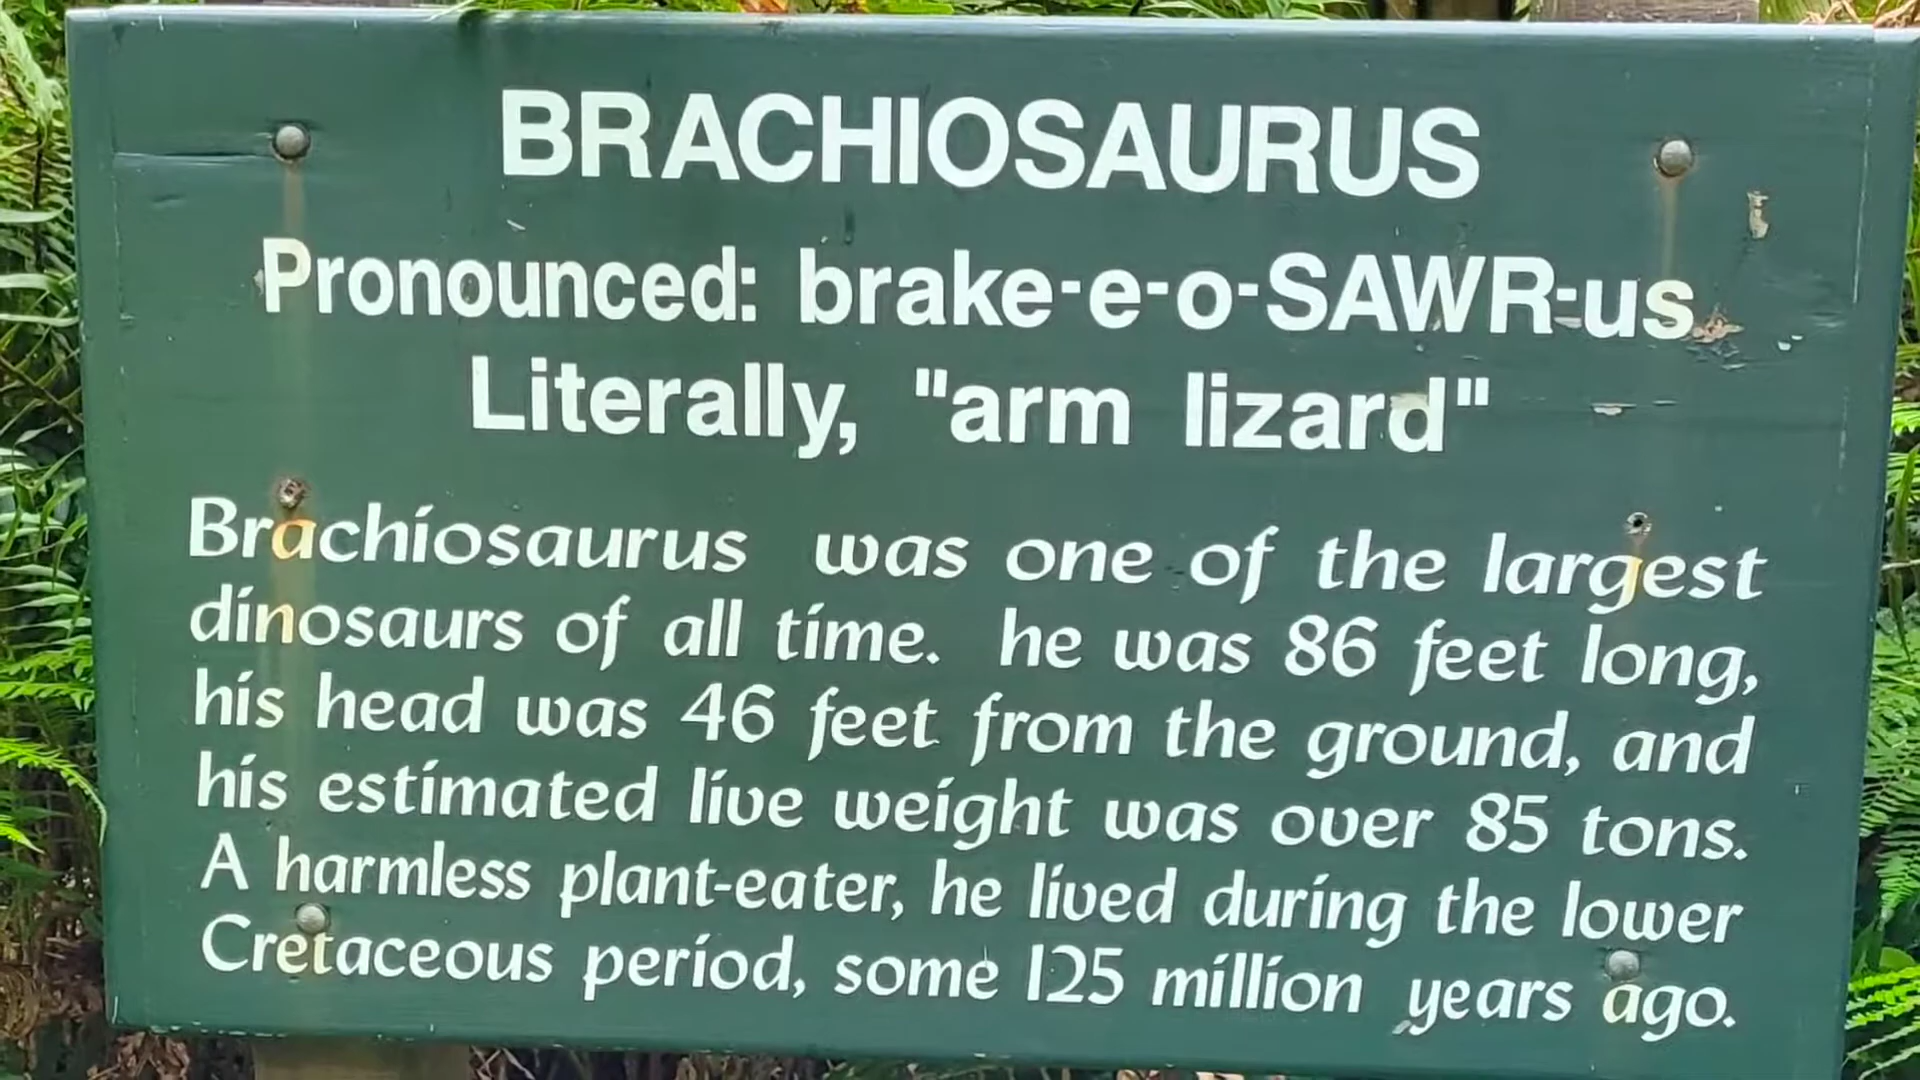 BRACHIOSAURUS
Pronounced: brake-e-o-SAWR-us
Literally, "arm lizard"
Brachiosaurus was one of the largest
dinosaurs of all time. he was 86 feet long,
his head was 46 feet from the ground, and
his estimated live weight was over 85 tons.
A harmless plant-eater, he lived during the lower
Cretaceous period, some 125 million years ago.